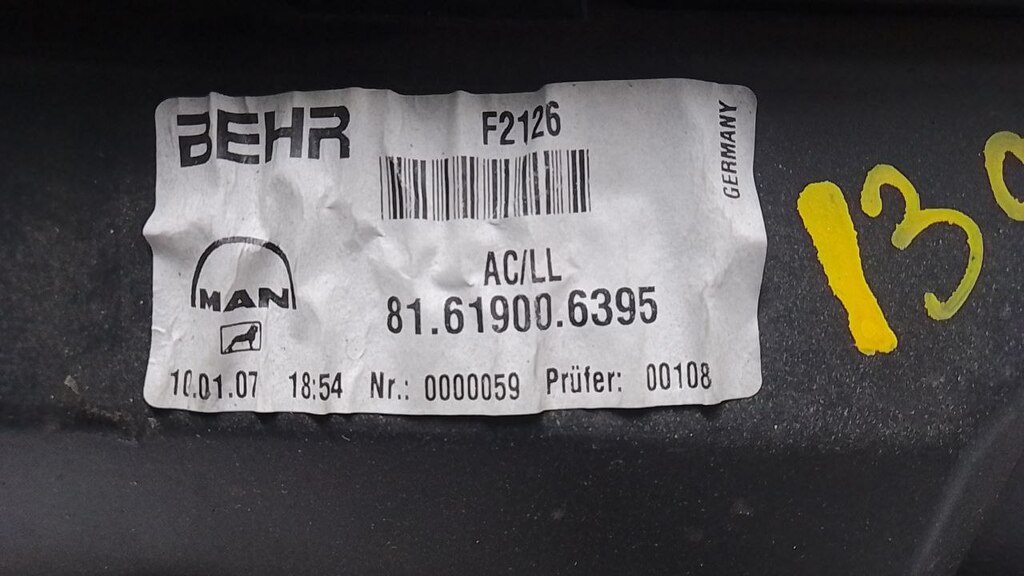 BEHR F2126
GERMANY
AC/LL
MAN 81.61900.6395
10.01.07 18:54 Nr.: 0000059 Prüfer: 00108
13